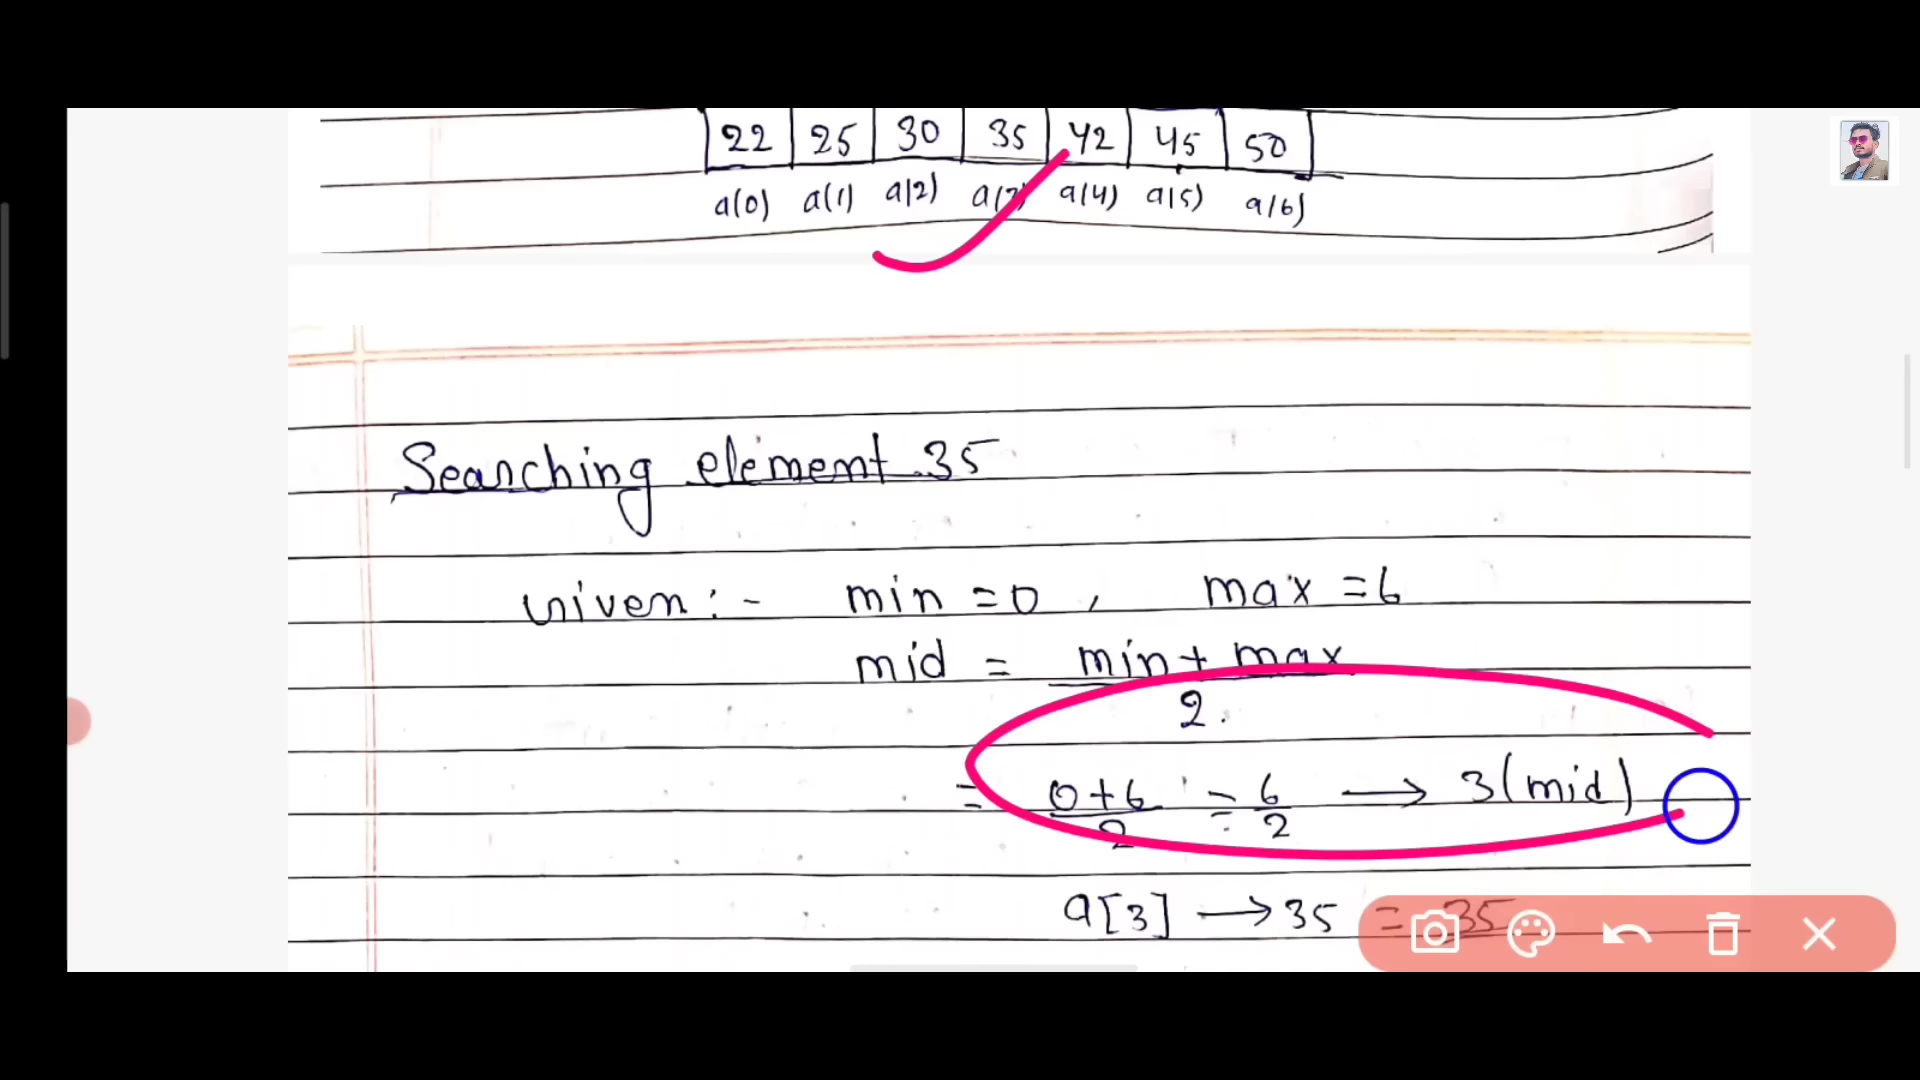 22 25 30 35 42 45 50
a(0) a(1) a(2) a(3) a(4) a(5) a(6)
Searching element 35
Given :- min = 0 , max = 6
mid = min + max
2.
= 0+6 = 6 → 3(mid)
2 2
a[3] → 35 = 35